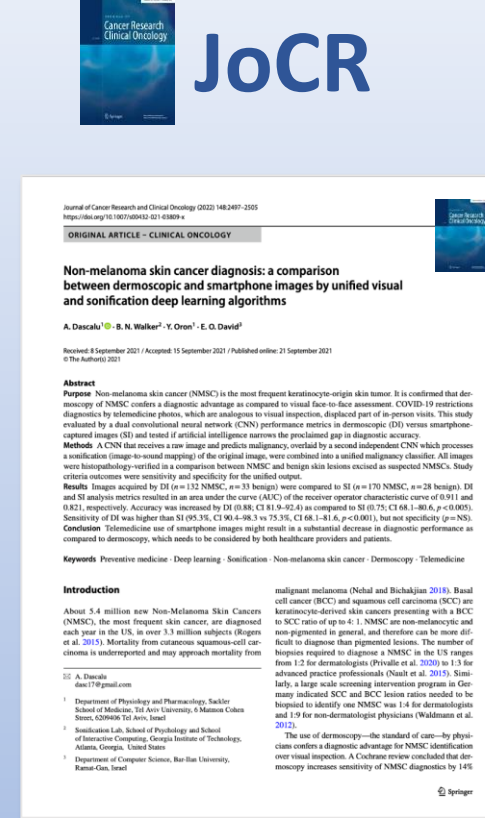 Cancer Research
Clinical Oncology
JoCR
Journal of Cancer Research and Clinical Oncology (2022) 148:2497–2505
https://doi.org/10.1007/s00432-021-03809-x
ORIGINAL ARTICLE – CLINICAL ONCOLOGY
Cancer Research
Clinical Oncology
Non-melanoma skin cancer diagnosis: a comparison
between dermoscopic and smartphone images by unified visual
and sonification deep learning algorithms
A. Dascalu1 · B. N. Walker2 · Y. Oron1 · E. O. David3
Received: 8 September 2021 / Accepted: 15 September 2021 / Published online: 21 September 2021
© The Author(s) 2021
Abstract
Purpose Non-melanoma skin cancer (NMSC) is the most frequent keratinocyte-origin skin tumor. It is confirmed that der-
moscopy of NMSC confers a diagnostic advantage as compared to visual face-to-face assessment. COVID-19 restrictions
diagnostics by telemedicine photos, which are analogous to visual inspection, displaced part of in-person visits. This study
evaluated by a dual convolutional neural network (CNN) performance metrics in dermoscopic (DI) versus smartphone-
captured images (SI) and tested if artificial intelligence narrows the proclaimed gap in diagnostic accuracy.
Methods A CNN that receives a raw image and predicts malignancy, overlaid by a second independent CNN which processes
a sonification (image-to-sound mapping) of the original image, were combined into a unified malignancy classifier. All images
were histopathology-verified in a comparison between NMSC and benign skin lesions excised as suspected NMSCs. Study
criteria outcomes were sensitivity and specificity for the unified output.
Results Images acquired by DI (n = 132 NMSC, n = 33 benign) were compared to SI (n = 170 NMSC, n = 28 benign). DI
and SI analysis metrics resulted in an area under the curve (AUC) of the receiver operator characteristic curve of 0.911 and
0.821, respectively. Accuracy was increased by DI (0.88; CI 81.9–92.4) as compared to SI (0.75; CI 68.1–80.6, p < 0.005).
Sensitivity of DI was higher than SI (95.3%, CI 90.4–98.3 vs 75.3%, CI 68.1–81.6, p < 0.001), but not specificity (p = NS).
Conclusion Telemedicine use of smartphone images might result in a substantial decrease in diagnostic performance as
compared to dermoscopy, which needs to be considered by both healthcare providers and patients.
Keywords Preventive medicine · Deep learning · Sonification · Non-melanoma skin cancer · Dermoscopy · Telemedicine
Introduction
About 5.4 million new Non-Melanoma Skin Cancers
(NMSC), the most frequent skin cancer, are diagnosed
each year in the US, in over 3.3 million subjects (Rogers
et al. 2015). Mortality from cutaneous squamous-cell car-
cinoma is underreported and may approach mortality from
A. Dascalu
dasc17@gmail.com
1 Department of Physiology and Pharmacology, Sackler
School of Medicine, Tel Aviv University, 6 Matmon Cohen
Street, 6209406 Tel Aviv, Israel
2 Sonification Lab, School of Psychology and School
of Interactive Computing, Georgia Institute of Technology,
Atlanta, Georgia, United States
3 Department of Computer Science, Bar-Ilan University,
Ramat-Gan, Israel
malignant melanoma (Nehal and Bichakjian 2018). Basal
cell cancer (BCC) and squamous cell carcinoma (SCC) are
keratinocyte-derived skin cancers presenting with a BCC
to SCC ratio of up to 4: 1. NMSC are non-melanocytic and
non-pigmented in general, and therefore can be more dif-
ficult to diagnose than pigmented lesions. The number of
biopsies required to diagnose a NMSC in the US ranges
from 1:2 for dermatologists (Privalle et al. 2020) to 1:3 for
advanced practice professionals (Nault et al. 2015). Simi-
larly, a large scale screening intervention program in Ger-
many indicated SCC and BCC lesion ratios needed to be
biopsied to identify one NMSC was 1:4 for dermatologists
and 1:9 for non-dermatologist physicians (Waldmann et al.
2012).
The use of dermoscopy—the standard of care—by physi-
cians confers a diagnostic advantage for NMSC identification
over visual inspection. A Cochrane review concluded that der-
moscopy increases sensitivity of NMSC diagnostics by 14%
Springer